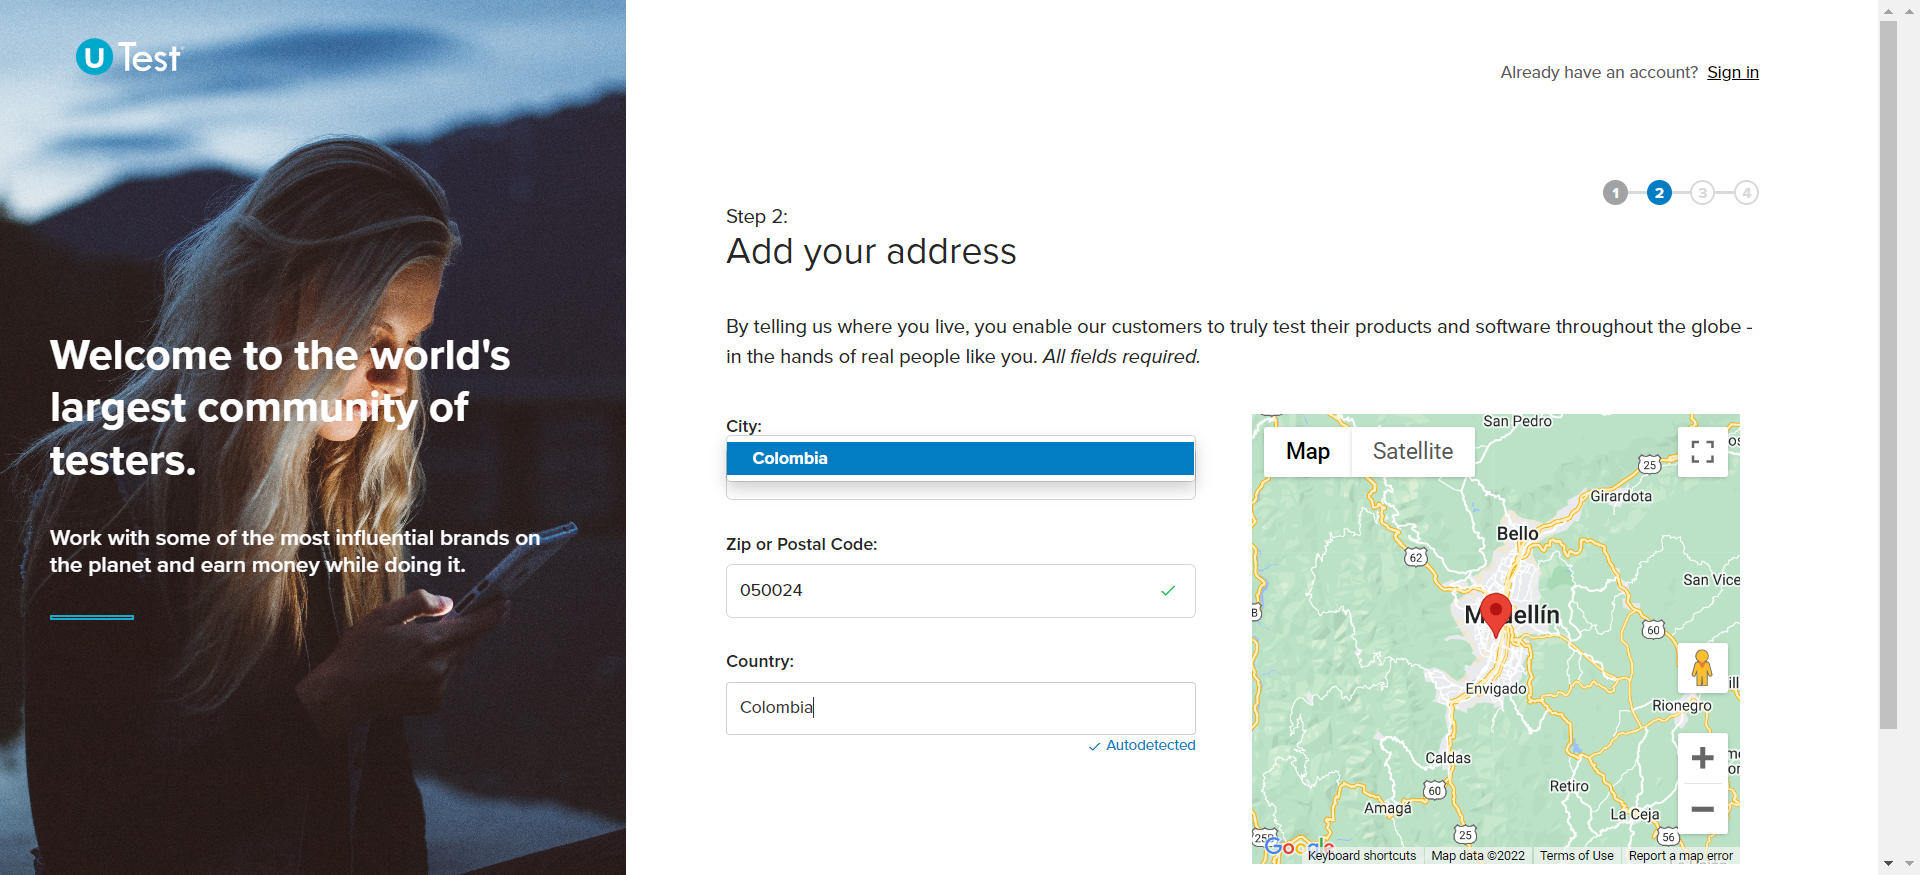 U Test
Already have an account? Sign in
1 2 3 4
Step 2:
Add your address
By telling us where you live, you enable our customers to truly test their products and software throughout the globe -
in the hands of real people like you. All fields required.
Welcome to the world's
largest community of
testers.
Work with some of the most influential brands on
the planet and earn money while doing it.
City:
Colombia
Zip or Postal Code:
050024
Country:
Colombia
Autodetected
Map Satellite
San Pedro
25
Girardota
Bello
62
San Vice
Medellín
60
Envigado
Rionegro
Caldas
Retiro
60
Amagá
La Ceja
25
56
Google
Keyboard shortcuts Map data ©2022 Terms of Use Report a map error